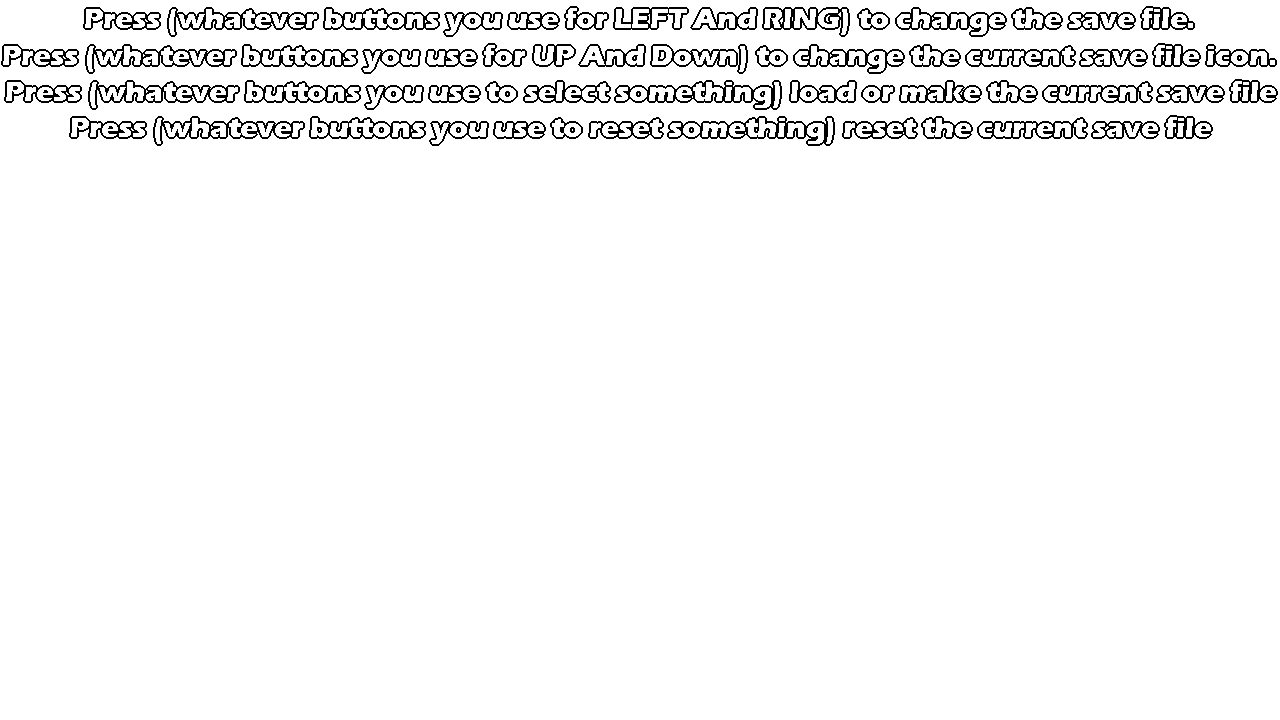 Press (whatever buttons you use for LEFT And RING) to change the save file.
Press (whatever buttons you use for UP And Down) to change the current save file icon.
Press (whatever buttons you use to select something) load or make the current save file
Press (whatever buttons you use to reset something) reset the current save file